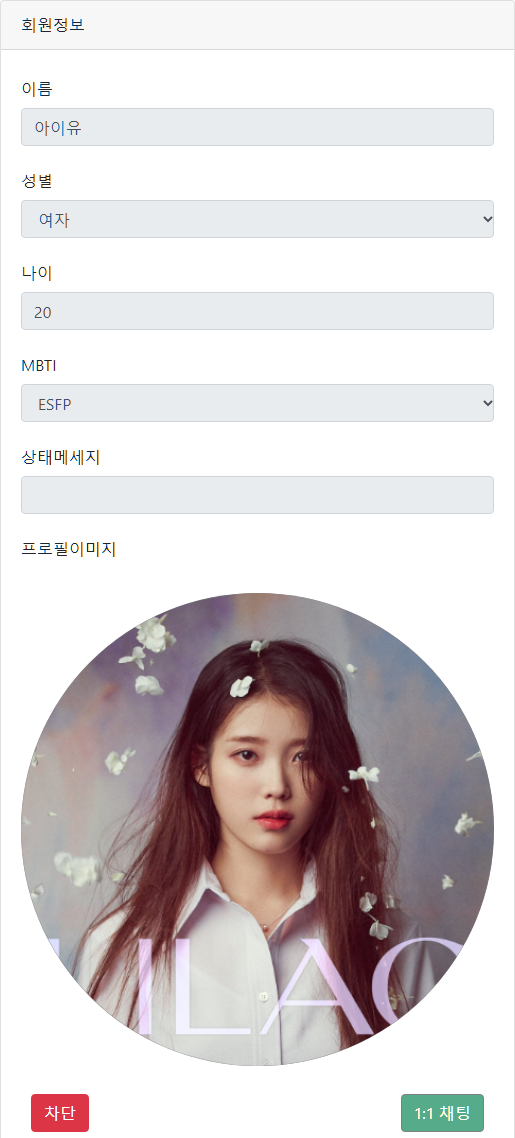 회원정보
이름
아이유
성별
여자
나이
20
MBTI
ESFP
상태메세지
프로필이미지
LILAC
차단
1:1 채팅